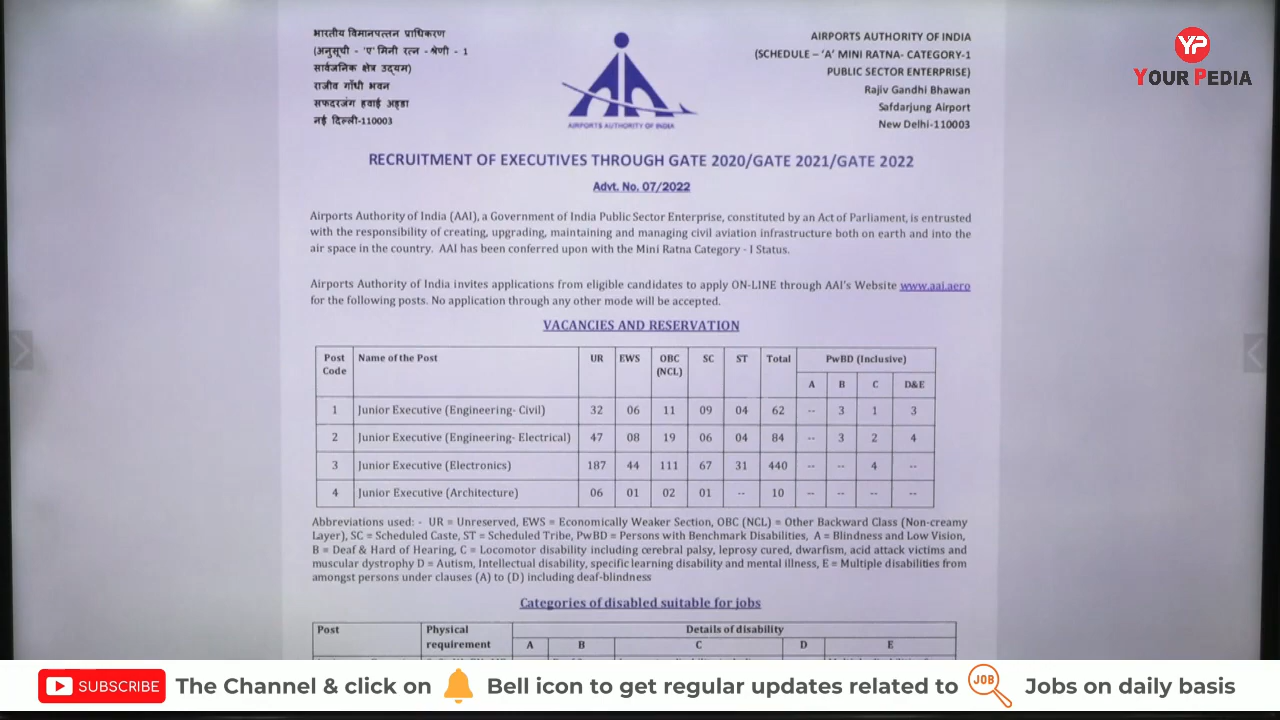 भारतीय विमानपत्तन प्राधिकरण
(अनुसूची - 'ए' मिनी रत्न - श्रेणी - 1
सार्वजनिक क्षेत्र उद्यम)
राजीव गाँधी भवन
सफदरजंग हवाई अड्डा
नई दिल्ली-110003
AIRPORTS AUTHORITY OF INDIA
AIRPORTS AUTHORITY OF INDIA
(SCHEDULE – 'A' MINI RATNA- CATEGORY-1
PUBLIC SECTOR ENTERPRISE)
Rajiv Gandhi Bhawan
Safdarjung Airport
New Delhi-110003
YP
YOUR PEDIA
RECRUITMENT OF EXECUTIVES THROUGH GATE 2020/GATE 2021/GATE 2022
Advt. No. 07/2022
Airports Authority of India (AAI), a Government of India Public Sector Enterprise, constituted by an Act of Parliament, is entrusted
with the responsibility of creating, upgrading, maintaining and managing civil aviation infrastructure both on earth and into the
air space in the country. AAI has been conferred upon with the Mini Ratna Category - I Status.
Airports Authority of India invites applications from eligible candidates to apply ON-LINE through AAI's Website www.aai.aero
for the following posts. No application through any other mode will be accepted.
VACANCIES AND RESERVATION
Post Code Name of the Post UR EWS OBC (NCL) SC ST Total PwBD (Inclusive)
A B C D&E
1 Junior Executive (Engineering- Civil) 32 06 11 09 04 62 -- 3 1 3
2 Junior Executive (Engineering- Electrical) 47 08 19 06 04 84 -- 3 2 4
3 Junior Executive (Electronics) 187 44 111 67 31 440 -- -- 4 --
4 Junior Executive (Architecture) 06 01 02 01 -- 10 -- -- -- --
Abbreviations used: - UR = Unreserved, EWS = Economically Weaker Section, OBC (NCL) = Other Backward Class (Non-creamy
Layer), SC = Scheduled Caste, ST = Scheduled Tribe, PwBD = Persons with Benchmark Disabilities, A = Blindness and Low Vision,
B = Deaf & Hard of Hearing, C = Locomotor disability including cerebral palsy, leprosy cured, dwarfism, acid attack victims and
muscular dystrophy D = Autism, Intellectual disability, specific learning disability and mental illness, E = Multiple disabilities from
amongst persons under clauses (A) to (D) including deaf-blindness
Categories of disabled suitable for jobs
Post Physical requirement Details of disability
A B C D E
SUBSCRIBE The Channel & click on Bell icon to get regular updates related to JOB Jobs on daily basis